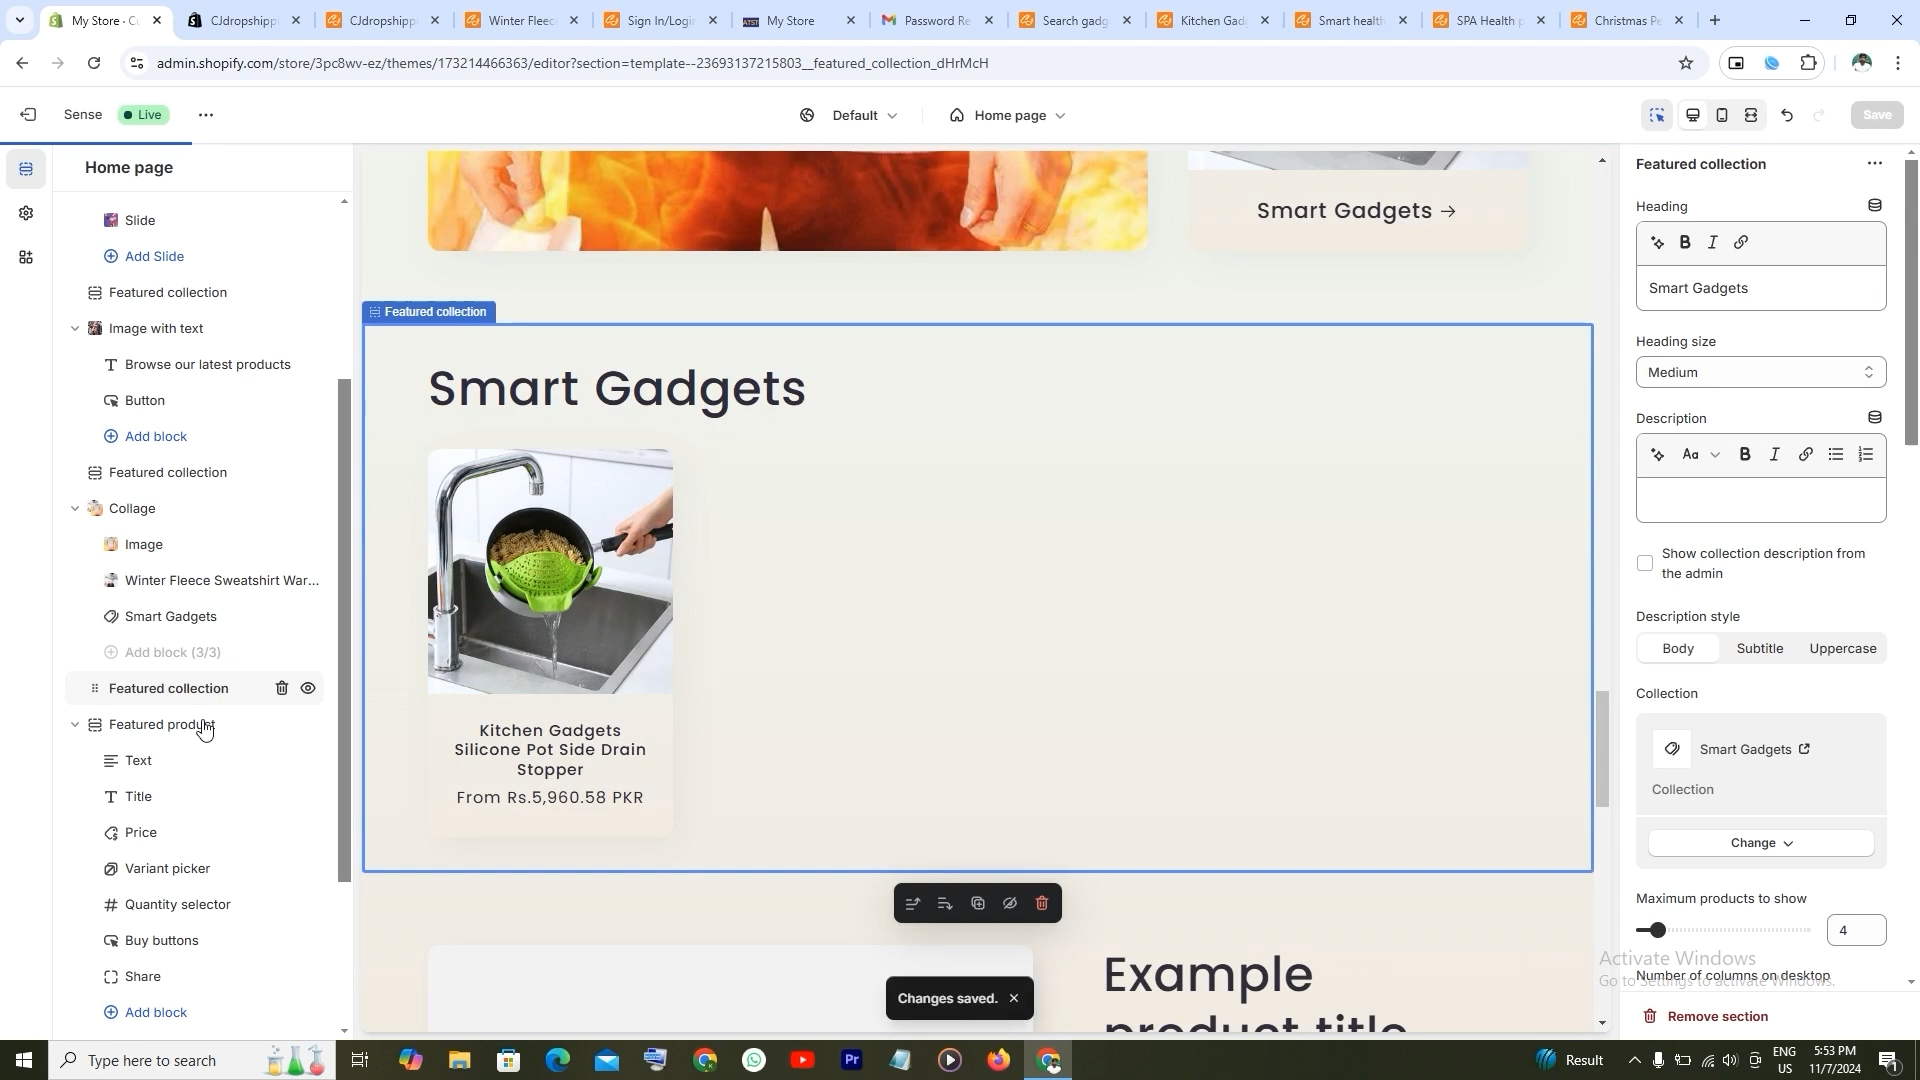 My Store · Cu
CJdropshippi
CJdropshippi
Winter Fleec
Sign In/Login
My Store
Password Re
Search gadg
Kitchen Gadg
Smart health
SPA Health p
Christmas Pe
admin.shopify.com/store/3pc8wv-ez/themes/173214466363/editor?section=template--23693137215803__featured_collection_dHrMcH
Sense
Live
Default
Home page
Save
Home page
Slide
Add Slide
Featured collection
Image with text
Browse our latest products
Button
Add block
Featured collection
Collage
Image
Winter Fleece Sweatshirt War...
Smart Gadgets
Add block (3/3)
Featured collection
Featured product
Text
Title
Price
Variant picker
Quantity selector
Buy buttons
Share
Add block
Smart Gadgets →
Featured collection
Smart Gadgets
Kitchen Gadgets
Silicone Pot Side Drain
Stopper
From Rs.5,960.58 PKR
Example
product title
Changes saved.
Featured collection
Heading
B I
Smart Gadgets
Heading size
Medium
Description
Aa B I
Show collection description from
the admin
Description style
Body Subtitle Uppercase
Collection
Smart Gadgets
Collection
Change
Maximum products to show
4
Number of columns on desktop
Activate Windows
Go to Settings to activate Windows.
Remove section
Type here to search
Result
ENG
US
5:53 PM
11/7/2024